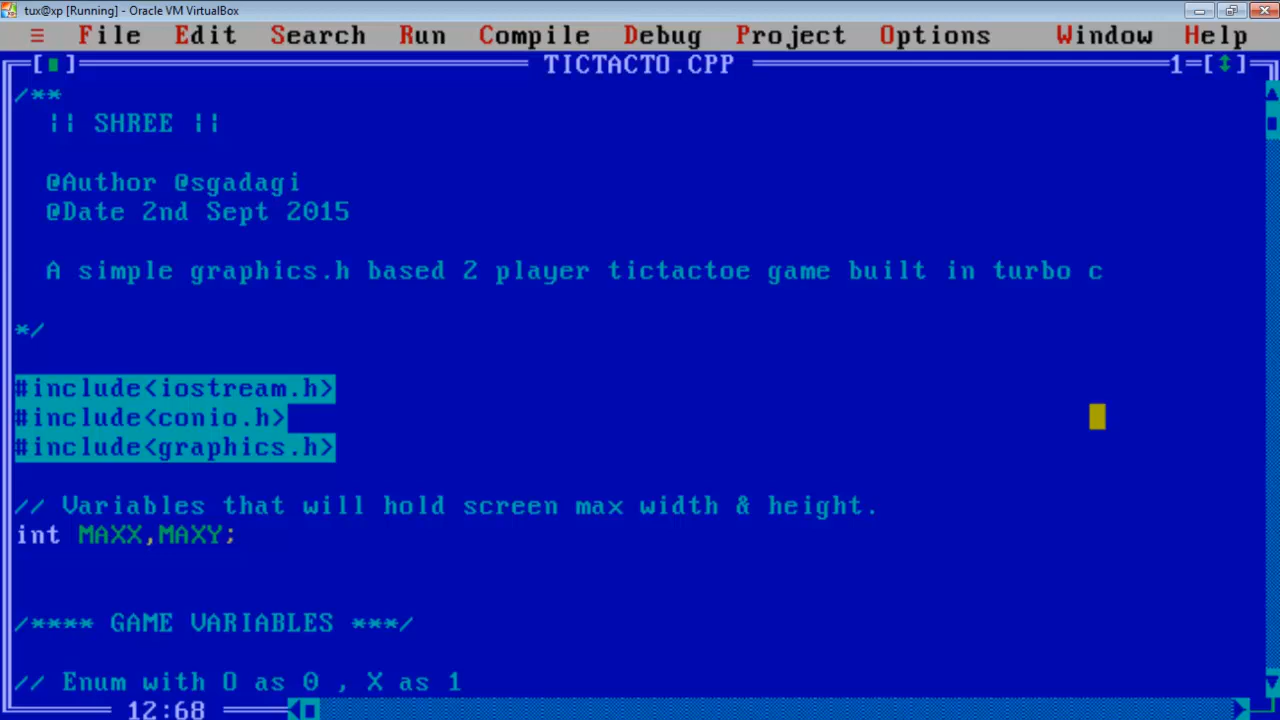 tux@xp [Running] - Oracle VM VirtualBox
≡ File Edit Search Run Compile Debug Project Options Window Help
[■] TICTACTO.CPP 1=[↕]
/**
|| SHREE ||
@Author @sgadagi
@Date 2nd Sept 2015
A simple graphics.h based 2 player tictactoe game built in turbo c
*/
#include<iostream.h>
#include<conio.h>
#include<graphics.h>
// Variables that will hold screen max width & height.
int MAXX,MAXY;
/**** GAME VARIABLES ***/
// Enum with O as 0 , X as 1
12:68